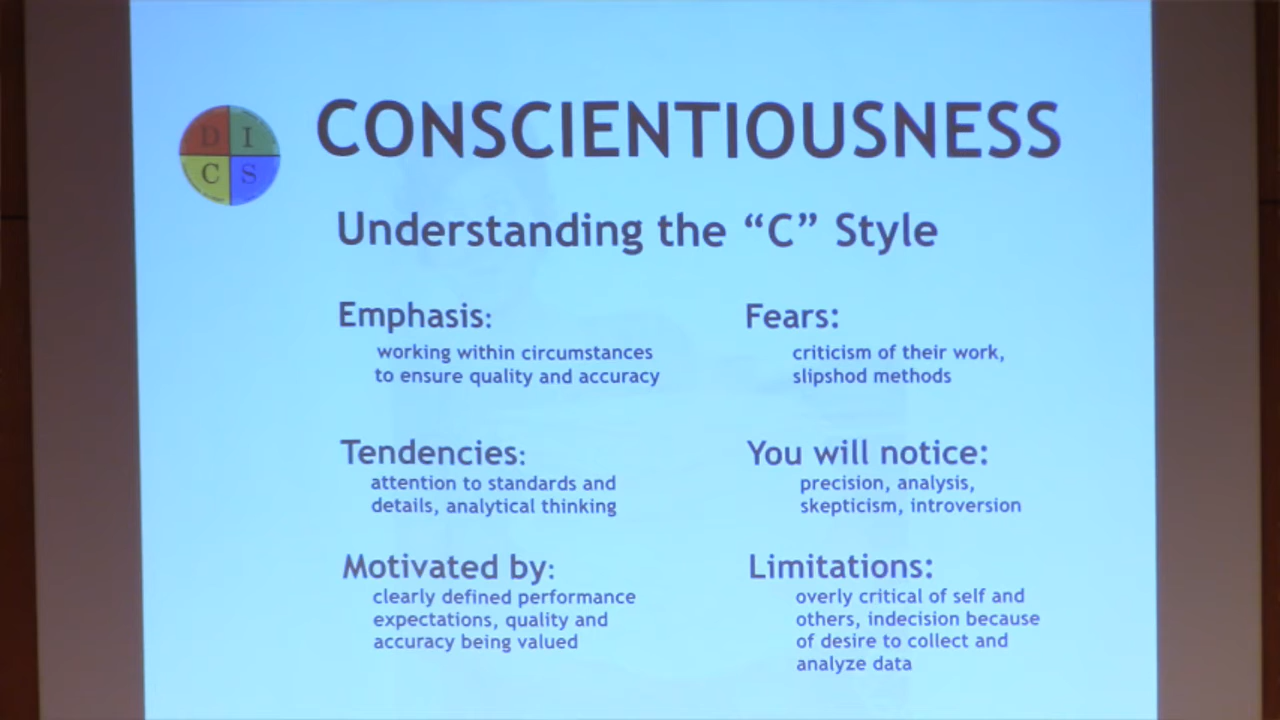 CONSCIENTIOUSNESS
D I
C S
Understanding the “C” Style
Emphasis:
working within circumstances
to ensure quality and accuracy
Fears:
criticism of their work,
slipshod methods
Tendencies:
attention to standards and
details, analytical thinking
You will notice:
precision, analysis,
skepticism, introversion
Motivated by:
clearly defined performance
expectations, quality and
accuracy being valued
Limitations:
overly critical of self and
others, indecision because
of desire to collect and
analyze data